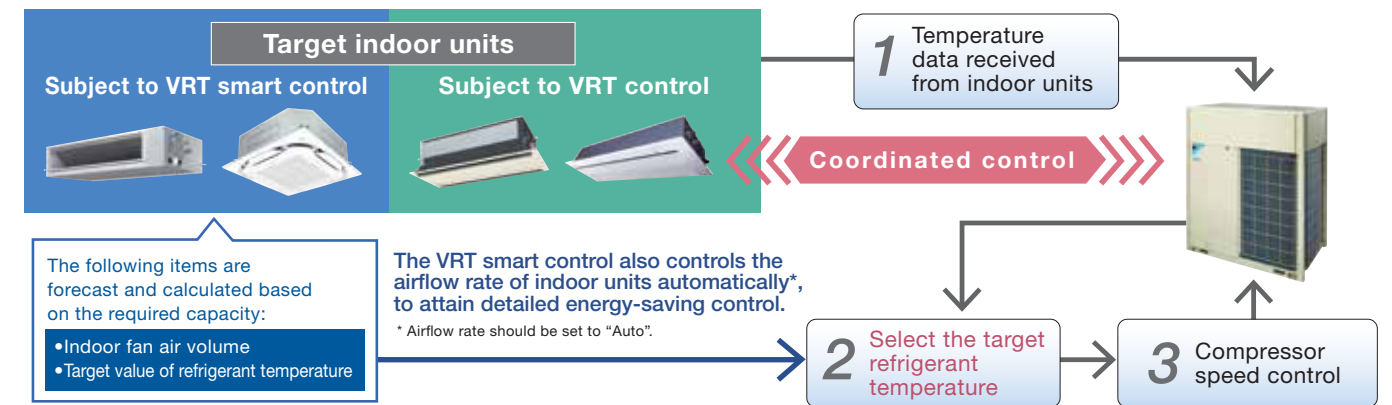 Target indoor units
Subject to VRT smart control
Subject to VRT control
1 Temperature
data received
from indoor units
Coordinated control
The following items are
forecast and calculated based
on the required capacity:
•Indoor fan air volume
•Target value of refrigerant temperature
The VRT smart control also controls the
airflow rate of indoor units automatically*,
to attain detailed energy-saving control.
* Airflow rate should be set to “Auto”.
2 Select the target
refrigerant
temperature
3 Compressor
speed control